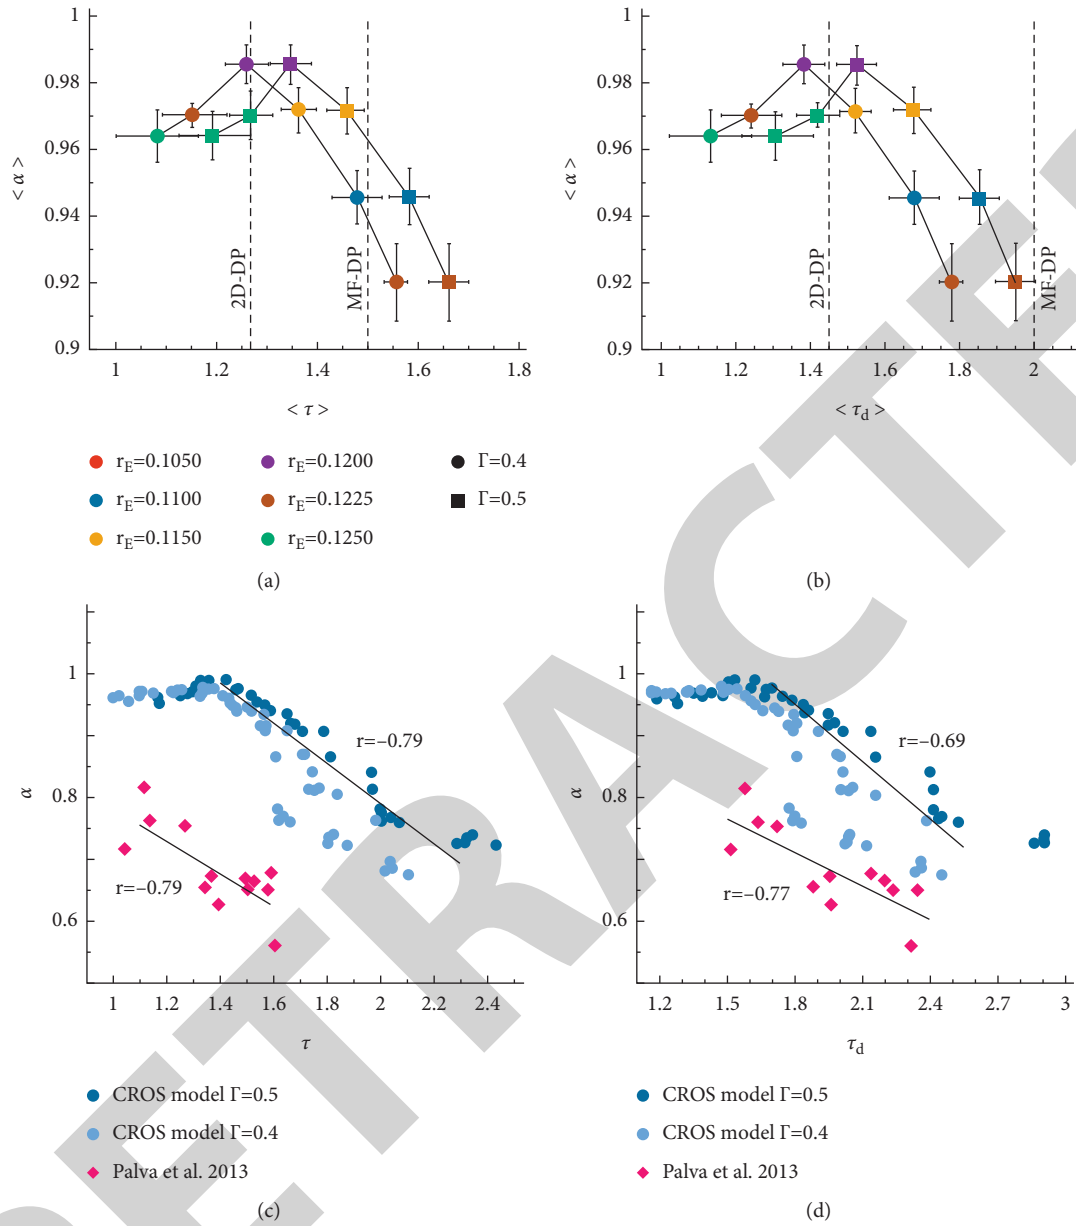 1
0.98
0.96
0.94
0.92
0.9
< α >
2D-DP
MF-DP
1
1.2
1.4
1.6
1.8
< τ >
1
0.98
0.96
0.94
0.92
0.9
< α >
2D-DP
MF-DP
1
1.2
1.4
1.6
1.8
2
< τd >
rE=0.1050
rE=0.1200
Γ=0.4
rE=0.1100
rE=0.1225
Γ=0.5
rE=0.1150
rE=0.1250
(a)
(b)
1
0.8
0.6
α
r=−0.79
r=−0.79
1
1.2
1.4
1.6
1.8
2
2.2
2.4
τ
1
0.8
0.6
α
r=−0.69
r=−0.77
1.2
1.5
1.8
2.1
2.4
2.7
3
τd
CROS model Γ=0.5
CROS model Γ=0.4
Palva et al. 2013
(c)
CROS model Γ=0.5
CROS model Γ=0.4
Palva et al. 2013
(d)
RETRACTE